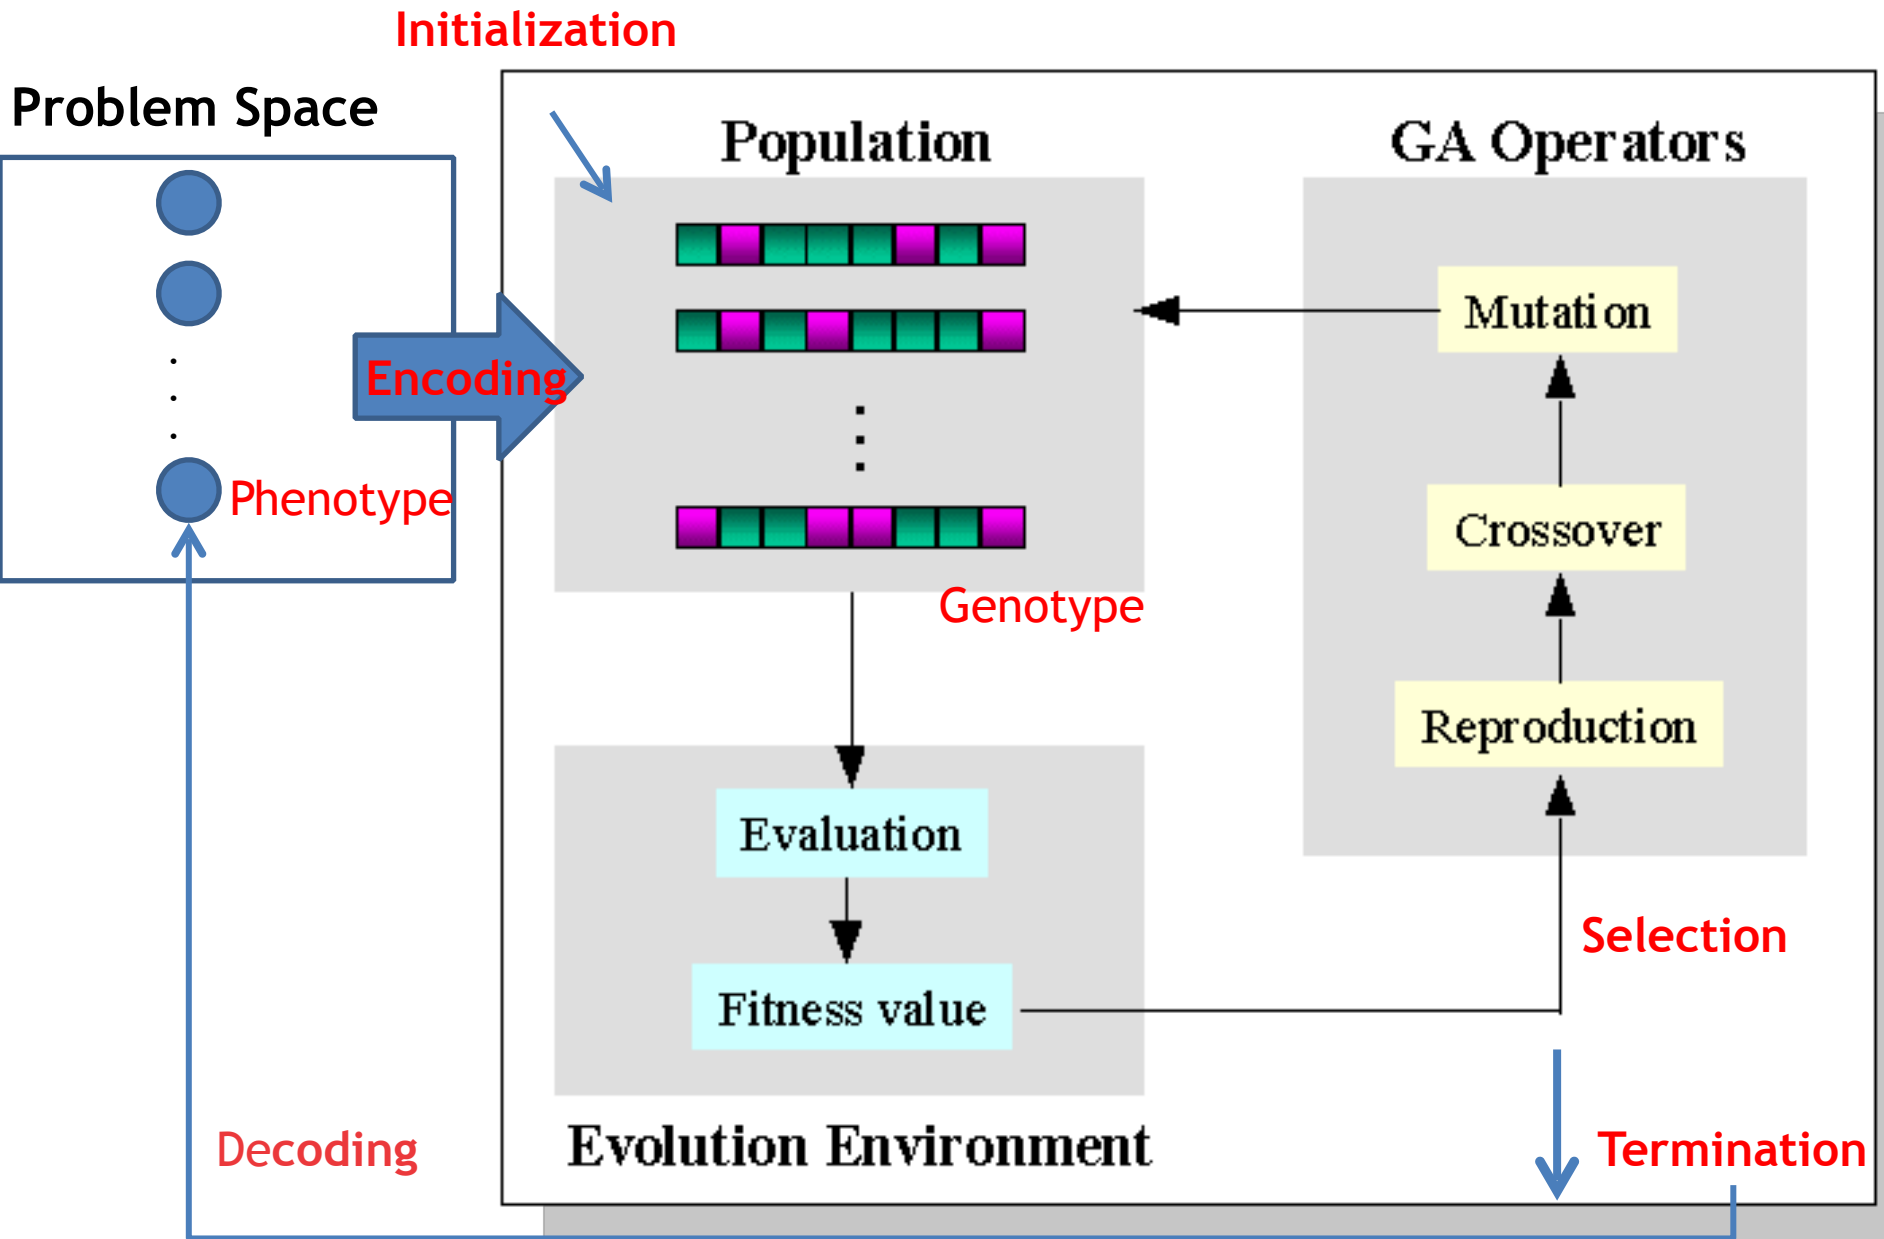 Initialization
Problem Space
Population
GA Operators
Mutation
Encoding
Phenotype
Crossover
Genotype
Reproduction
Evaluation
Selection
Fitness value
Decoding
Evolution Environment
Termination